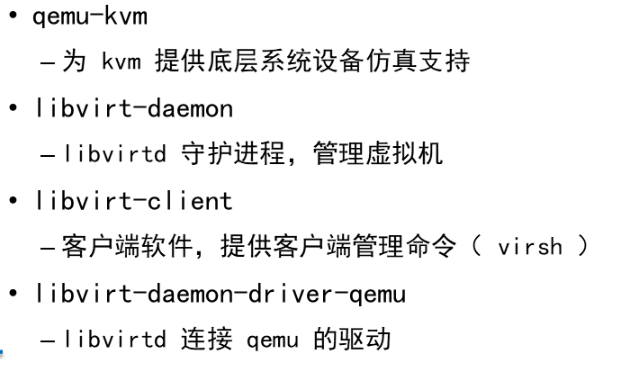 • qemu-kvm
– 为 kvm 提供底层系统设备仿真支持
• libvirt-daemon
– libvirtd 守护进程，管理虚拟机
• libvirt-client
– 客户端软件，提供客户端管理命令（ virsh ）
• libvirt-daemon-driver-qemu
– libvirtd 连接 qemu 的驱动